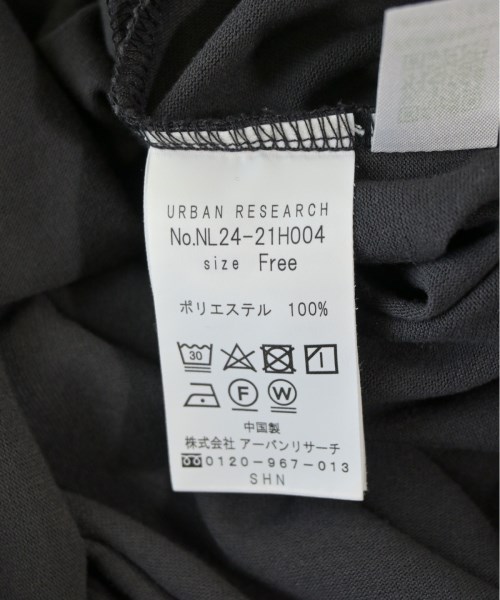 URBAN RESEARCH
No.NL24-21H004
size Free
ポリエステル 100%
30
F W
中国製
株式会社 アーバンリサーチ
0120-967-013
SHN